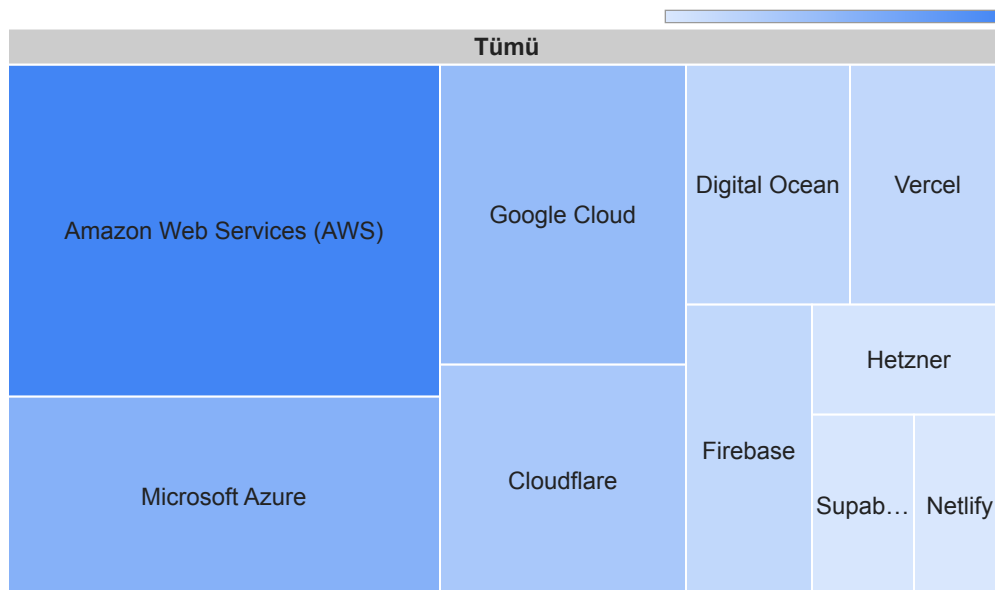 Tümü
Amazon Web Services (AWS)
Microsoft Azure
Google Cloud
Cloudflare
Digital Ocean
Vercel
Firebase
Hetzner
Supab...
Netlify